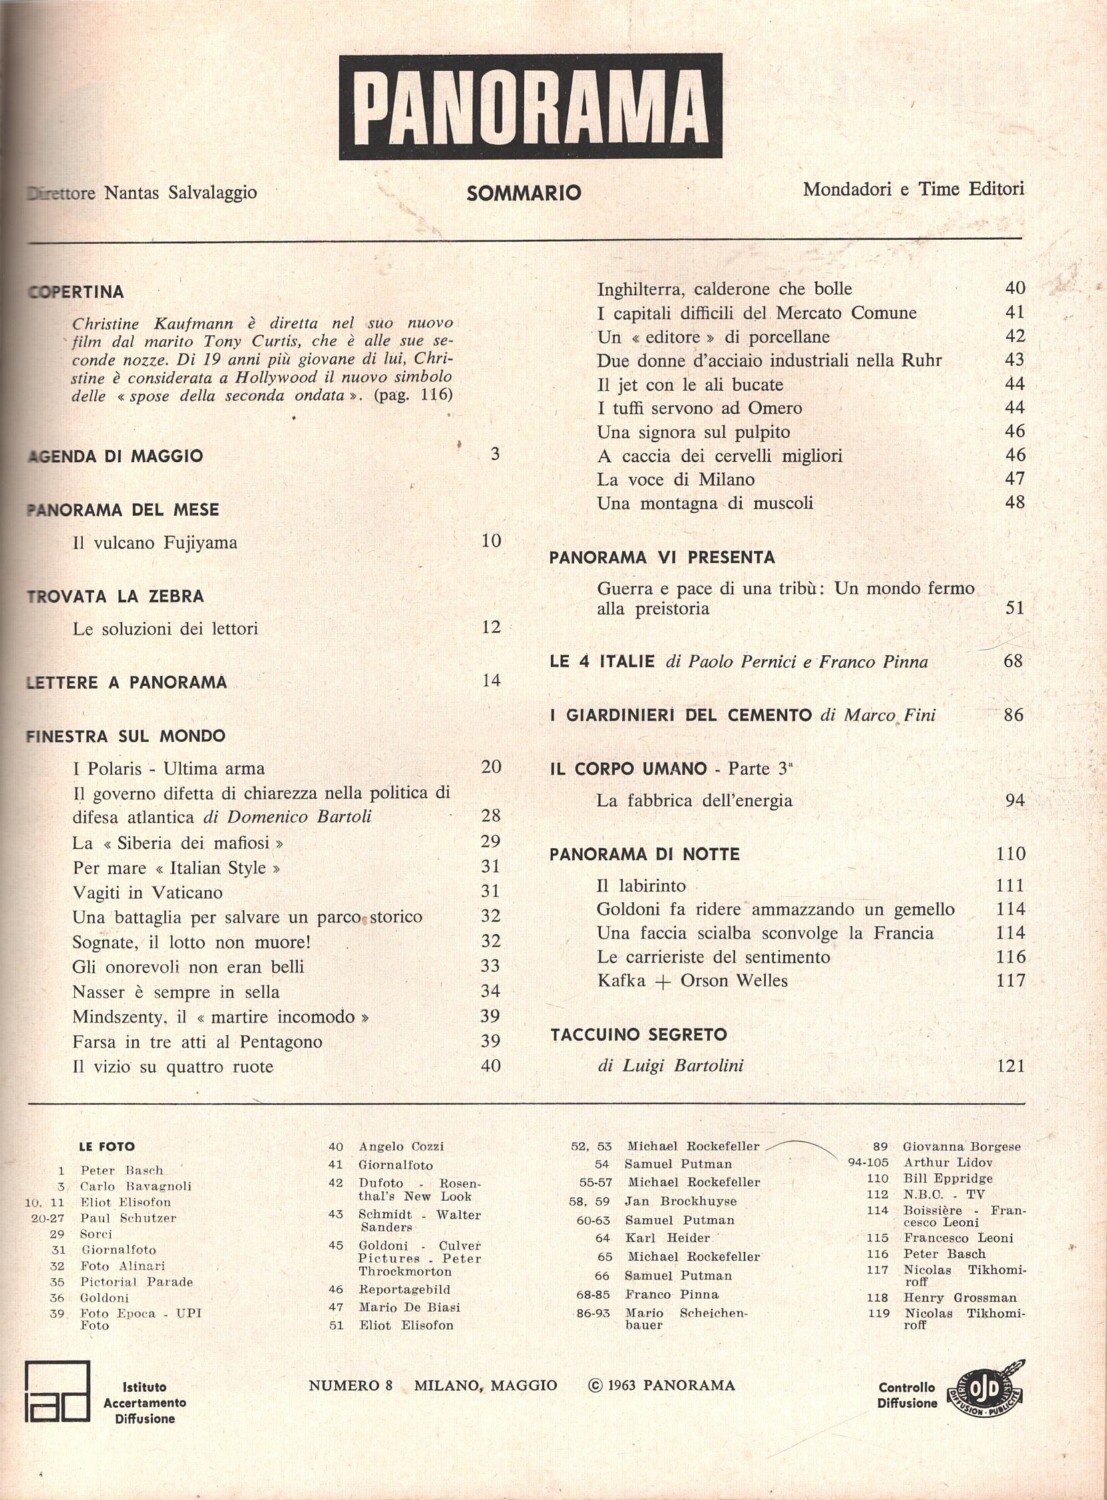 PANORAMA
Direttore Nantas Salvalaggio
SOMMARIO
Mondadori e Time Editori
COPERTINA
Christine Kaufmann è diretta nel suo nuovo
film dal marito Tony Curtis, che è alle sue se-
conde nozze. Di 19 anni più giovane di lui, Chri-
stine è considerata a Hollywood il nuovo simbolo
delle « spose della seconda ondata ». (pag. 116)
AGENDA DI MAGGIO 3
PANORAMA DEL MESE
Il vulcano Fujiyama 10
TROVATA LA ZEBRA
Le soluzioni dei lettori 12
LETTERE A PANORAMA 14
FINESTRA SUL MONDO
I Polaris - Ultima arma 20
Il governo difetta di chiarezza nella politica di
difesa atlantica di Domenico Bartoli 28
La « Siberia dei mafiosi » 29
Per mare « Italian Style » 31
Vagiti in Vaticano 31
Una battaglia per salvare un parco storico 32
Sognate, il lotto non muore! 32
Gli onorevoli non eran belli 33
Nasser è sempre in sella 34
Mindszenty, il « martire incomodo » 39
Farsa in tre atti al Pentagono 39
Il vizio su quattro ruote 40
Inghilterra, calderone che bolle 40
I capitali difficili del Mercato Comune 41
Un « editore » di porcellane 42
Due donne d'acciaio industriali nella Ruhr 43
Il jet con le ali bucate 44
I tuffi servono ad Omero 44
Una signora sul pulpito 46
A caccia dei cervelli migliori 46
La voce di Milano 47
Una montagna di muscoli 48
PANORAMA VI PRESENTA
Guerra e pace di una tribù: Un mondo fermo
alla preistoria 51
LE 4 ITALIE di Paolo Pernici e Franco Pinna 68
I GIARDINIERI DEL CEMENTO di Marco Fini 86
IL CORPO UMANO - Parte 3ª
La fabbrica dell'energia 94
PANORAMA DI NOTTE 110
Il labirinto 111
Goldoni fa ridere ammazzando un gemello 114
Una faccia scialba sconvolge la Francia 114
Le carrieriste del sentimento 116
Kafka + Orson Welles 117
TACCUINO SEGRETO
di Luigi Bartolini 121
LE FOTO
1 Peter Basch
3 Carlo Bavagnoli
10, 11 Eliot Elisofon
20-27 Paul Schutzer
29 Sorci
31 Giornalfoto
32 Foto Alinari
35 Pictorial Parade
36 Goldoni
39 Foto Epoca - UPI
Foto
40 Angelo Cozzi
41 Giornalfoto
42 Dufoto - Rosen-
thal's New Look
43 Schmidt - Walter
Sanders
45 Goldoni - Culver
Pictures - Peter
Throckmorton
46 Reportagebild
47 Mario De Biasi
51 Eliot Elisofon
52, 53 Michael Rockefeller
54 Samuel Putman
55-57 Michael Rockefeller
58, 59 Jan Brockhuyse
60-63 Samuel Putman
64 Karl Heider
65 Michael Rockefeller
66 Samuel Putman
68-85 Franco Pinna
86-93 Mario Scheichen-
bauer
89 Giovanna Borgese
94-105 Arthur Lidov
110 Bill Eppridge
112 N.B.C. - TV
114 Boissière - Fran-
cesco Leoni
115 Francesco Leoni
116 Peter Basch
117 Nicolas Tikhomi-
roff
118 Henry Grossman
119 Nicolas Tikhomi-
roff
iad
Istituto
Accertamento
Diffusione
NUMERO 8 MILANO, MAGGIO © 1963 PANORAMA
Controllo
Diffusione
OJD
DIFFUSION - PUBLICITÉ